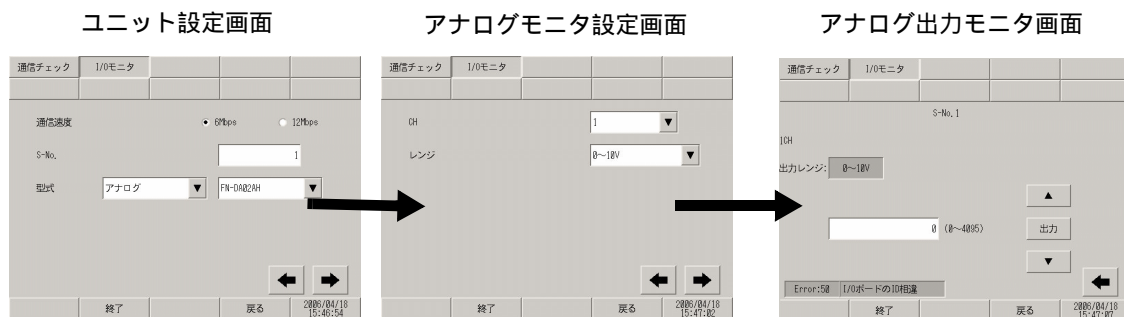 ユニット設定画面
通信チェック I/Oモニタ
通信速度 6Mbps 12Mbps
S-No. 1
型式 アナログ FN-DA02AH
終了 戻る 2006/04/18
15:46:54
アナログモニタ設定画面
通信チェック I/Oモニタ
CH 1
レンジ 0～10V
終了 戻る 2006/04/18
15:47:02
アナログ出力モニタ画面
通信チェック I/Oモニタ
S-No. 1
1CH
出力レンジ: 0～10V
0 (0～4095) 出力
Error:50 I/OボードのID相違
終了 戻る 2006/04/18
15:47:07